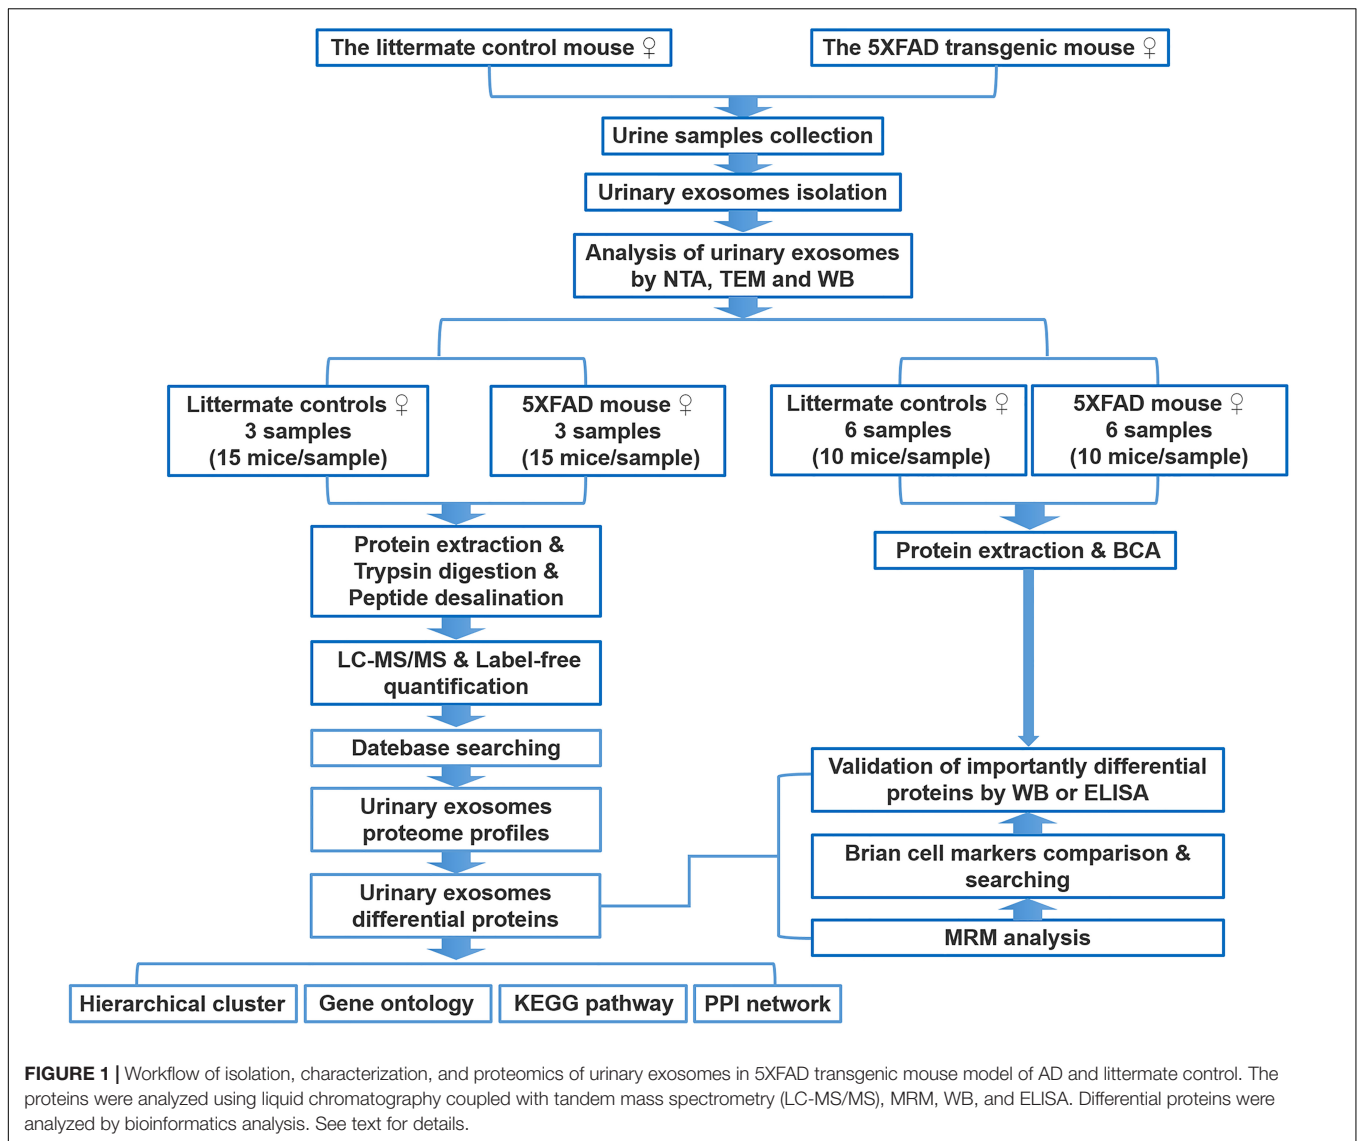 The littermate control mouse ♀
The 5XFAD transgenic mouse ♀
Urine samples collection
Urinary exosomes isolation
Analysis of urinary exosomes
by NTA, TEM and WB
Littermate controls ♀
3 samples
(15 mice/sample)
5XFAD mouse ♀
3 samples
(15 mice/sample)
Littermate controls ♀
6 samples
(10 mice/sample)
5XFAD mouse ♀
6 samples
(10 mice/sample)
Protein extraction &
Trypsin digestion &
Peptide desalination
Protein extraction & BCA
LC-MS/MS & Label-free
quantification
Datebase searching
Urinary exosomes
proteome profiles
Urinary exosomes
differential proteins
Validation of importantly differential
proteins by WB or ELISA
Brian cell markers comparison &
searching
MRM analysis
Hierarchical cluster
Gene ontology
KEGG pathway
PPI network
FIGURE 1 | Workflow of isolation, characterization, and proteomics of urinary exosomes in 5XFAD transgenic mouse model of AD and littermate control. The
proteins were analyzed using liquid chromatography coupled with tandem mass spectrometry (LC-MS/MS), MRM, WB, and ELISA. Differential proteins were
analyzed by bioinformatics analysis. See text for details.